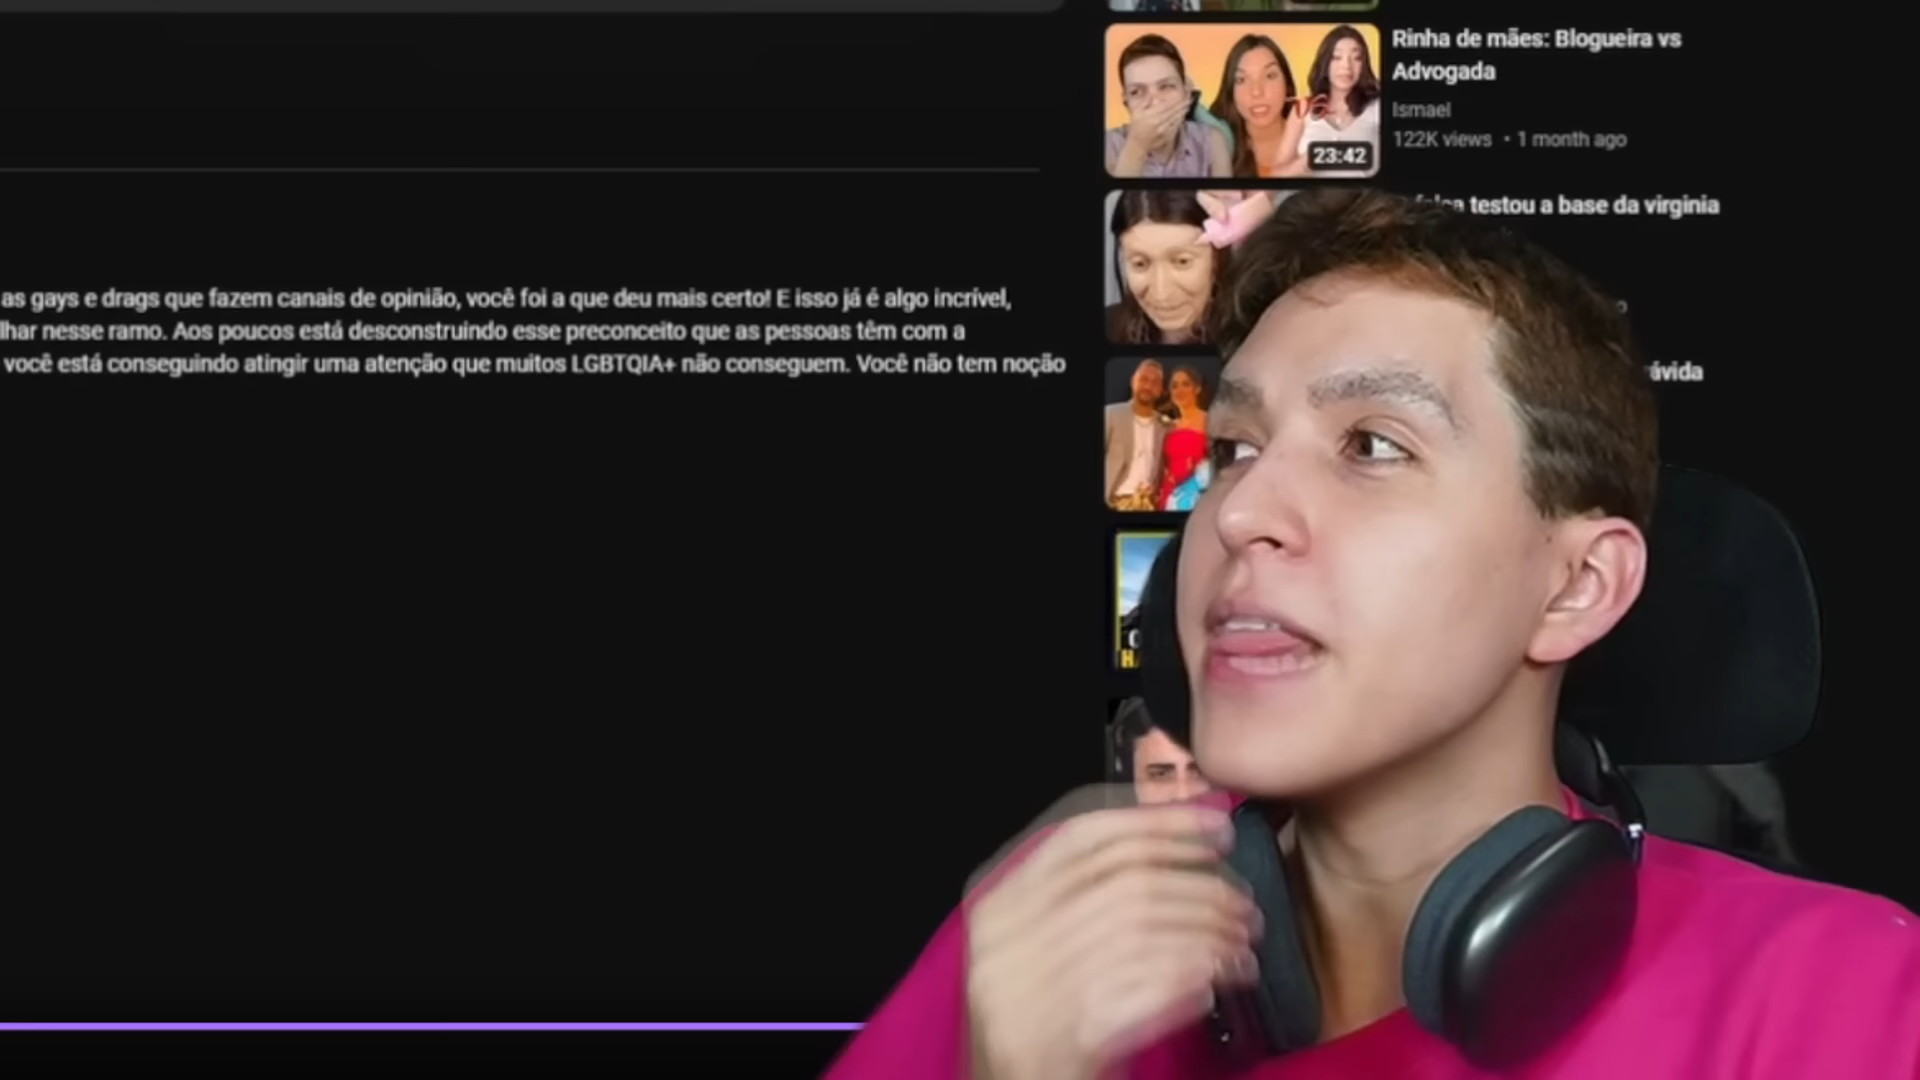 as gays e drags que fazem canais de opinião, você foi a que deu mais certo! E isso já é algo incrível,
lhar nesse ramo. Aos poucos está desconstruindo esse preconceito que as pessoas têm com a
você está conseguindo atingir uma atenção que muitos LGBTQIA+ não conseguem. Você não tem noção
Rinha de mães: Blogueira vs
Advogada
Ismael
122K views • 1 month ago
23:42
testou a base da virginia
ávida